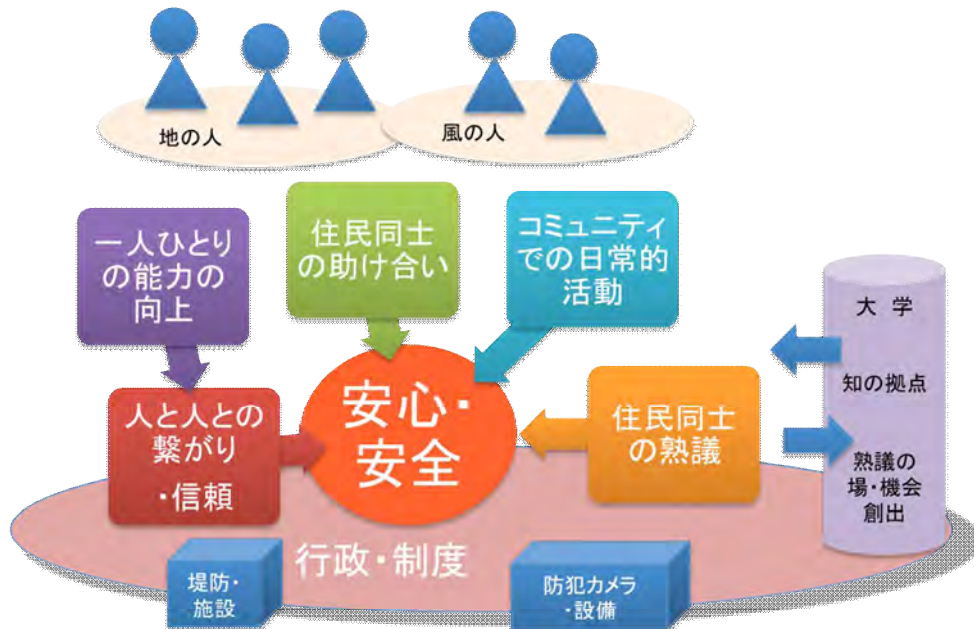 地の人
風の人
一人ひとり
の能力の
向上
住民同士
の助け合い
コミュニティ
での日常的
活動
大　学
知の拠点
熟議の
場・機会
創出
人と人との
繋がり
・信頼
安心・
安全
住民同士
の熟議
行政・制度
堤防・
施設
防犯カメラ
・設備